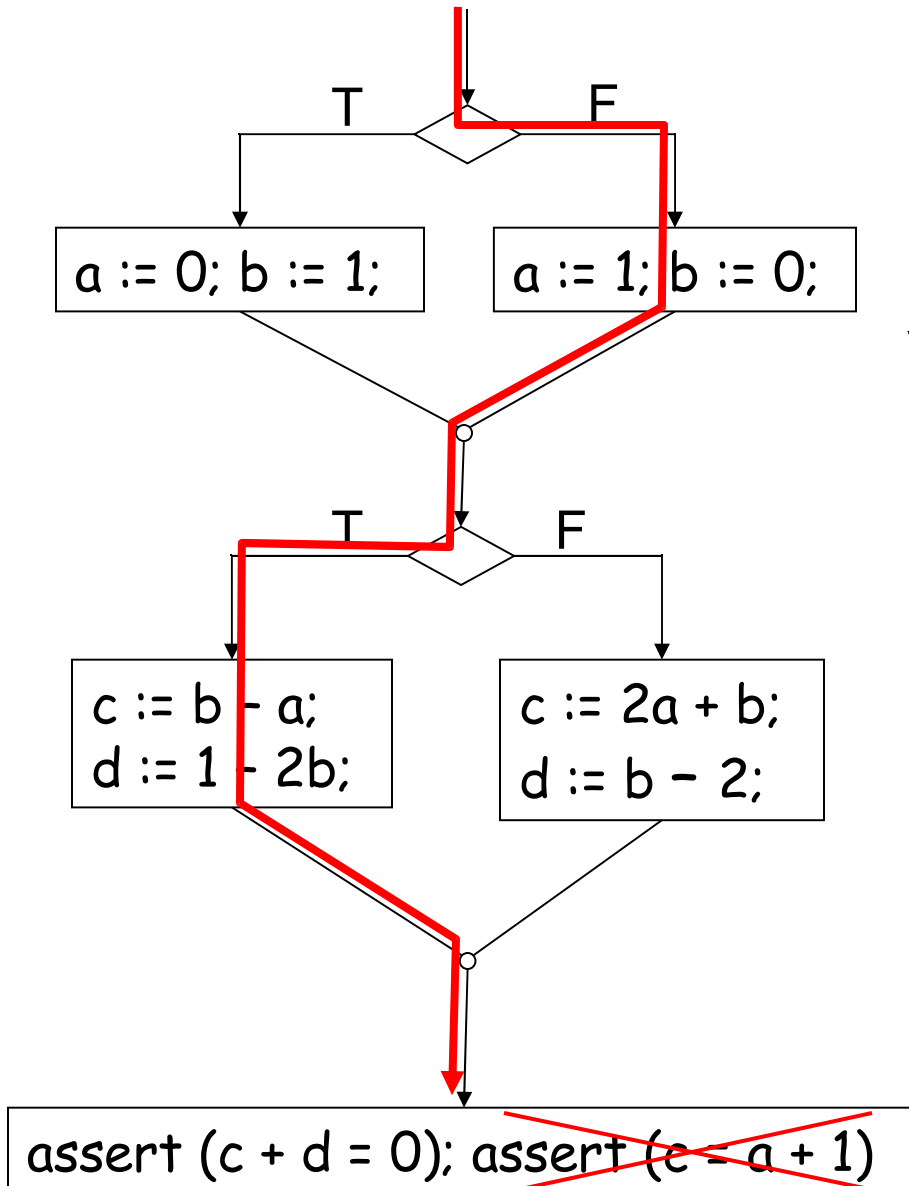 T F
a := 0; b := 1;
a := 1; b := 0;
T F
c := b – a;
d := 1 – 2b;
c := 2a + b;
d := b – 2;
assert (c + d = 0); assert (c = a + 1)